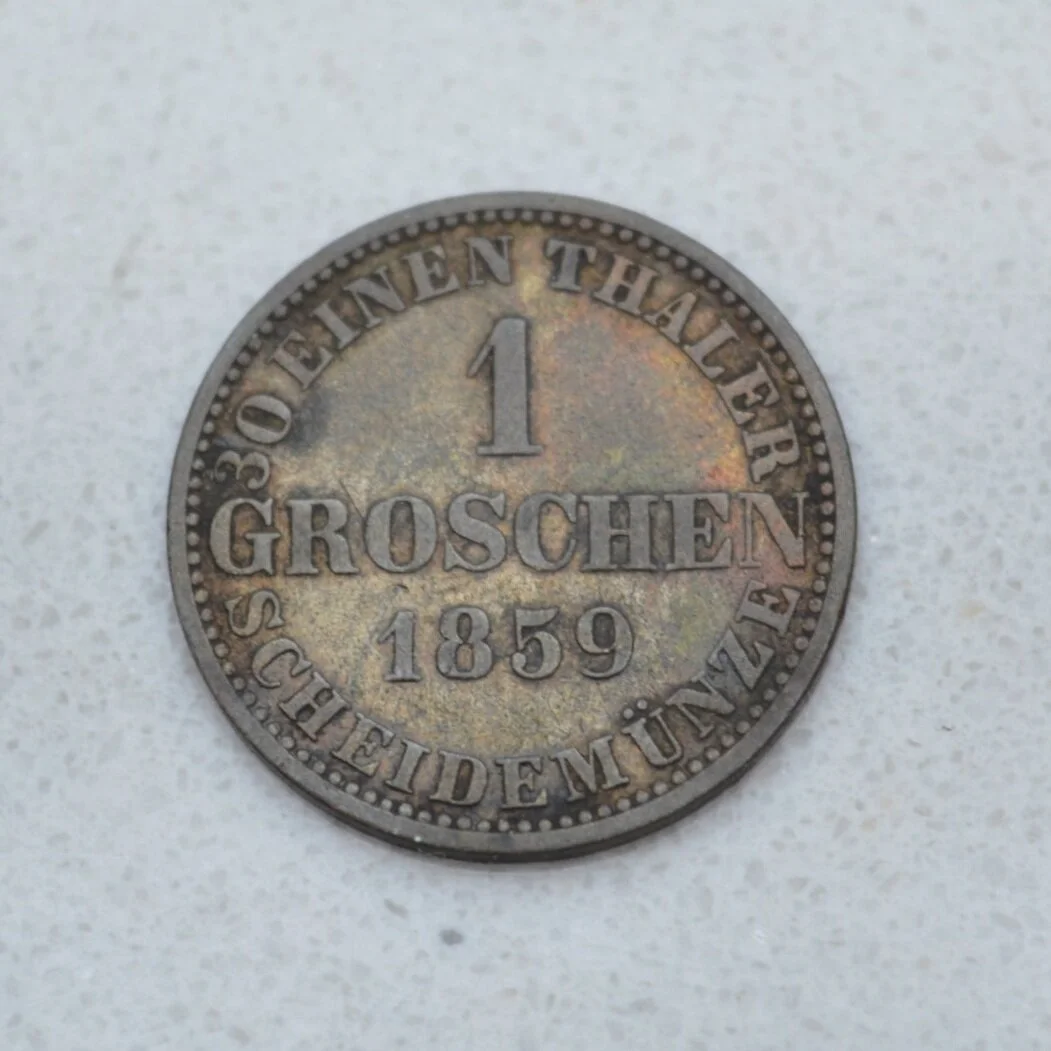 30 EINEN THALER
1
GROSCHEN
1859
SCHEIDEMÜNZE